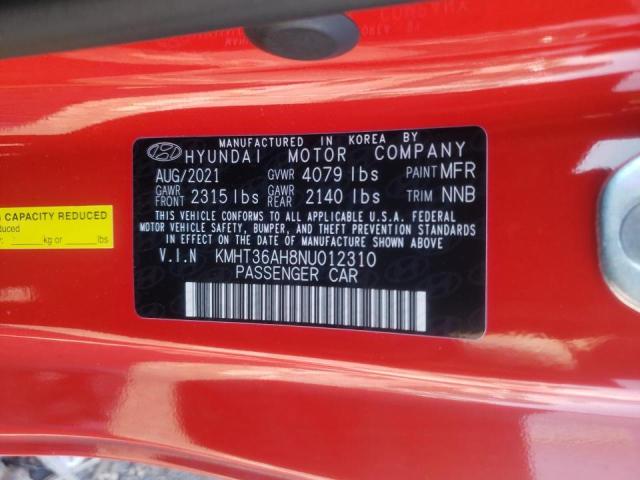 MANUFACTURED IN KOREA BY
HYUNDAI MOTOR COMPANY
AUG/2021 GVWR 4079 lbs PAINT MFR
GAWR FRONT 2315 lbs GAWR REAR 2140 lbs TRIM NNB
THIS VEHICLE CONFORMS TO ALL APPLICABLE U.S.A. FEDERAL
MOTOR VEHICLE SAFETY, BUMPER, AND THEFT PREVENTION STANDARDS
IN EFFECT ON THE DATE OF MANUFACTURE SHOWN ABOVE.
V.I.N KMHT36AH8NU012310
PASSENGER CAR
G CAPACITY REDUCED
educed
kg or lbs